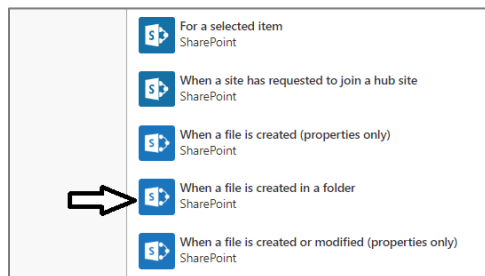 For a selected item
SharePoint
When a site has requested to join a hub site
SharePoint
When a file is created (properties only)
SharePoint
When a file is created in a folder
SharePoint
When a file is created or modified (properties only)
SharePoint